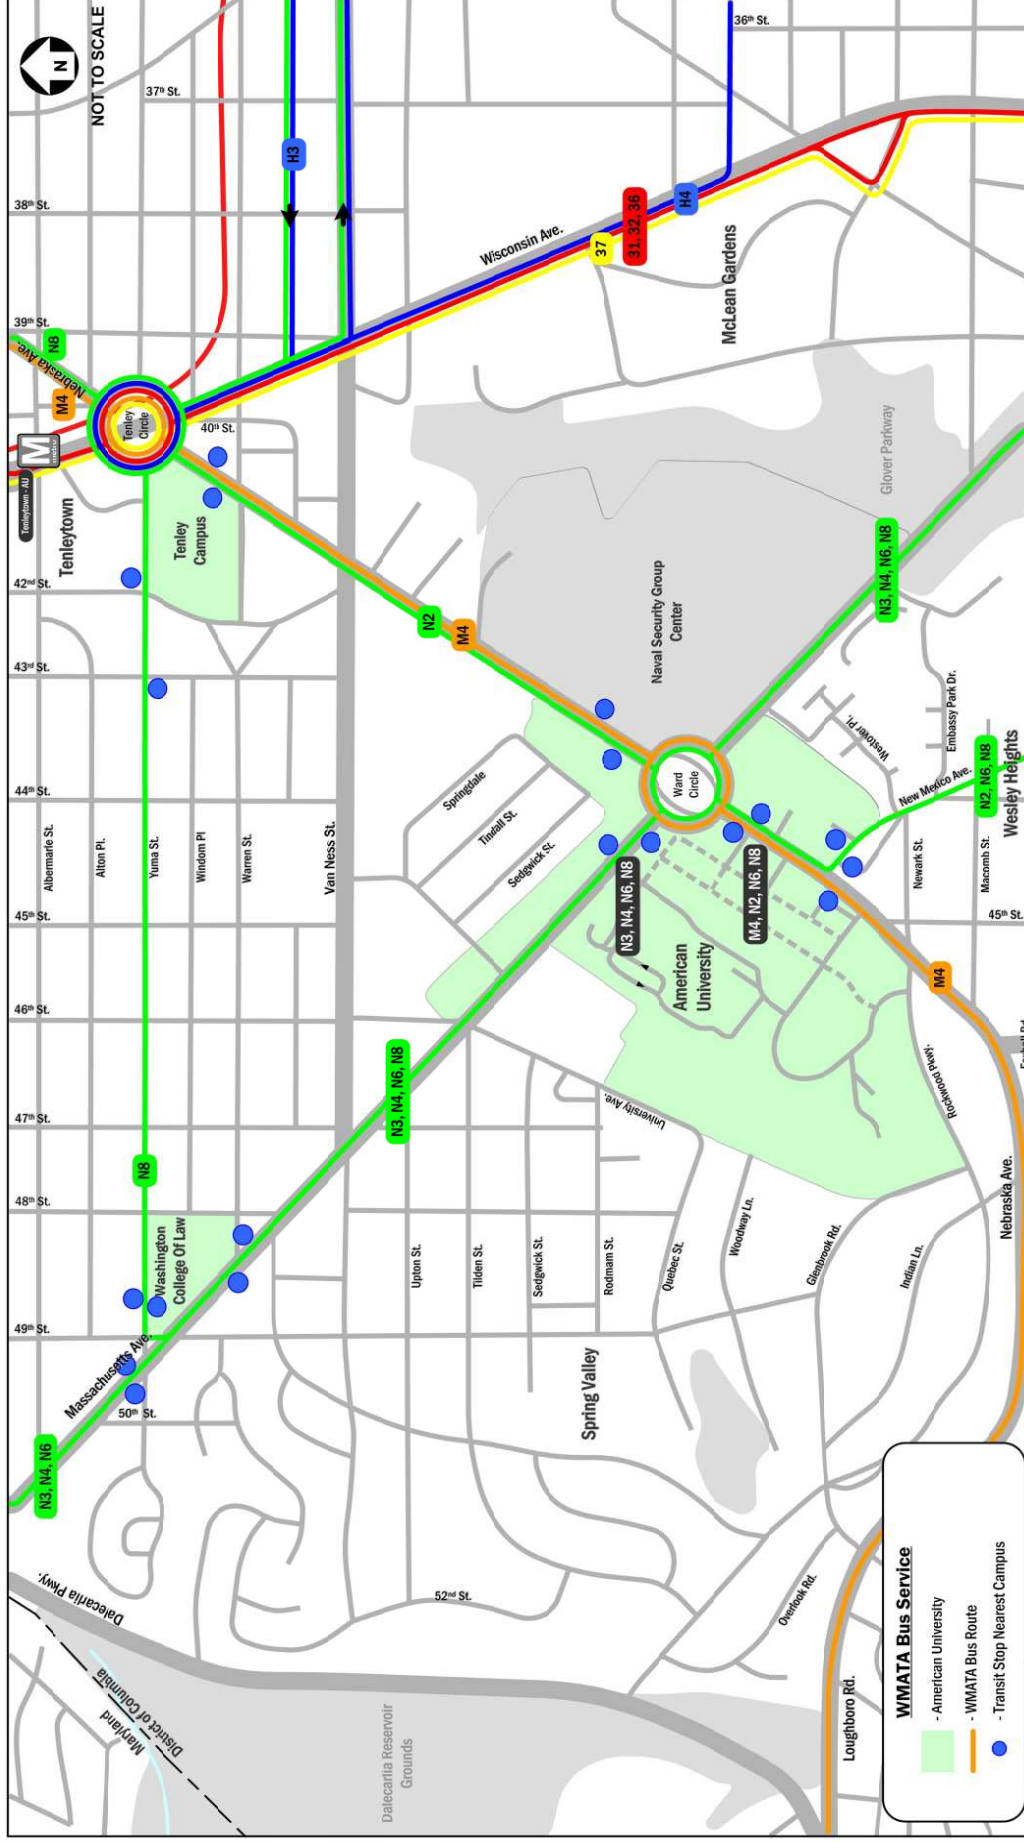 N
NOT TO SCALE
36th St.
37th St.
38th St.
39th St.
40th St.
42nd St.
43rd St.
44th St.
45th St.
46th St.
47th St.
48th St.
49th St.
50th St.
52nd St.
45th St.
H3
H4
37
31, 32, 36
Wisconsin Ave.
McLean Gardens
Nebraska Ave.
N8
M4
M
metro
Tenleytown - AU
Tenley
Circle
Tenleytown
Tenley
Campus
N2
M4
Naval Security Group
Center
Glover Parkway
N3, N4, N6, N8
Embassy Park Dr.
Westover Pl.
New Mexico Ave.
N2, N6, N8
Wesley Heights
Ward
Circle
Springdale
Tindall St.
Sedgwick St.
Albermarle St.
Alton Pl.
Yuma St.
Windom Pl
Warren St.
Van Ness St.
Newark St.
Macomb St.
N3, N4, N6, N8
M4, N2, N6, N8
American
University
M4
N3, N4, N6, N8
N8
University Ave.
Rockwood Pkwy.
Nebraska Ave.
Washington
College Of Law
Upton St.
Tilden St.
Sedgwick St.
Rodmam St.
Quebec St.
Woodway Ln.
Glenbrook Rd.
Indian Ln.
Massachusetts Ave.
N3, N4, N6
Spring Valley
Dalecarlia Pkwy.
Overlook Rd.
Loughboro Rd.
Maryland
District of Columbia
Dalecarlia Reservoir
Grounds
WMATA Bus Service
- American University
- WMATA Bus Route
- Transit Stop Nearest Campus